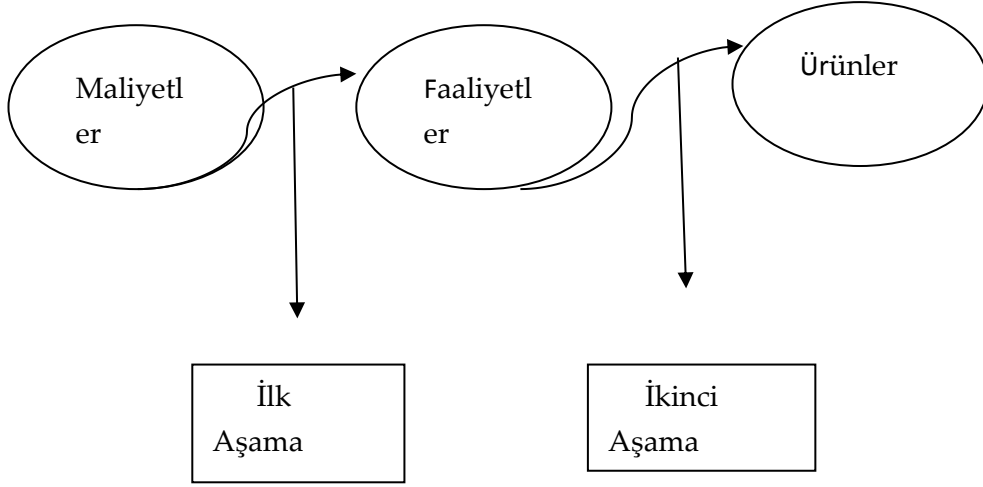 Maliyetl
er
Faaliyetl
er
Ürünler
İlk
Aşama
İkinci
Aşama